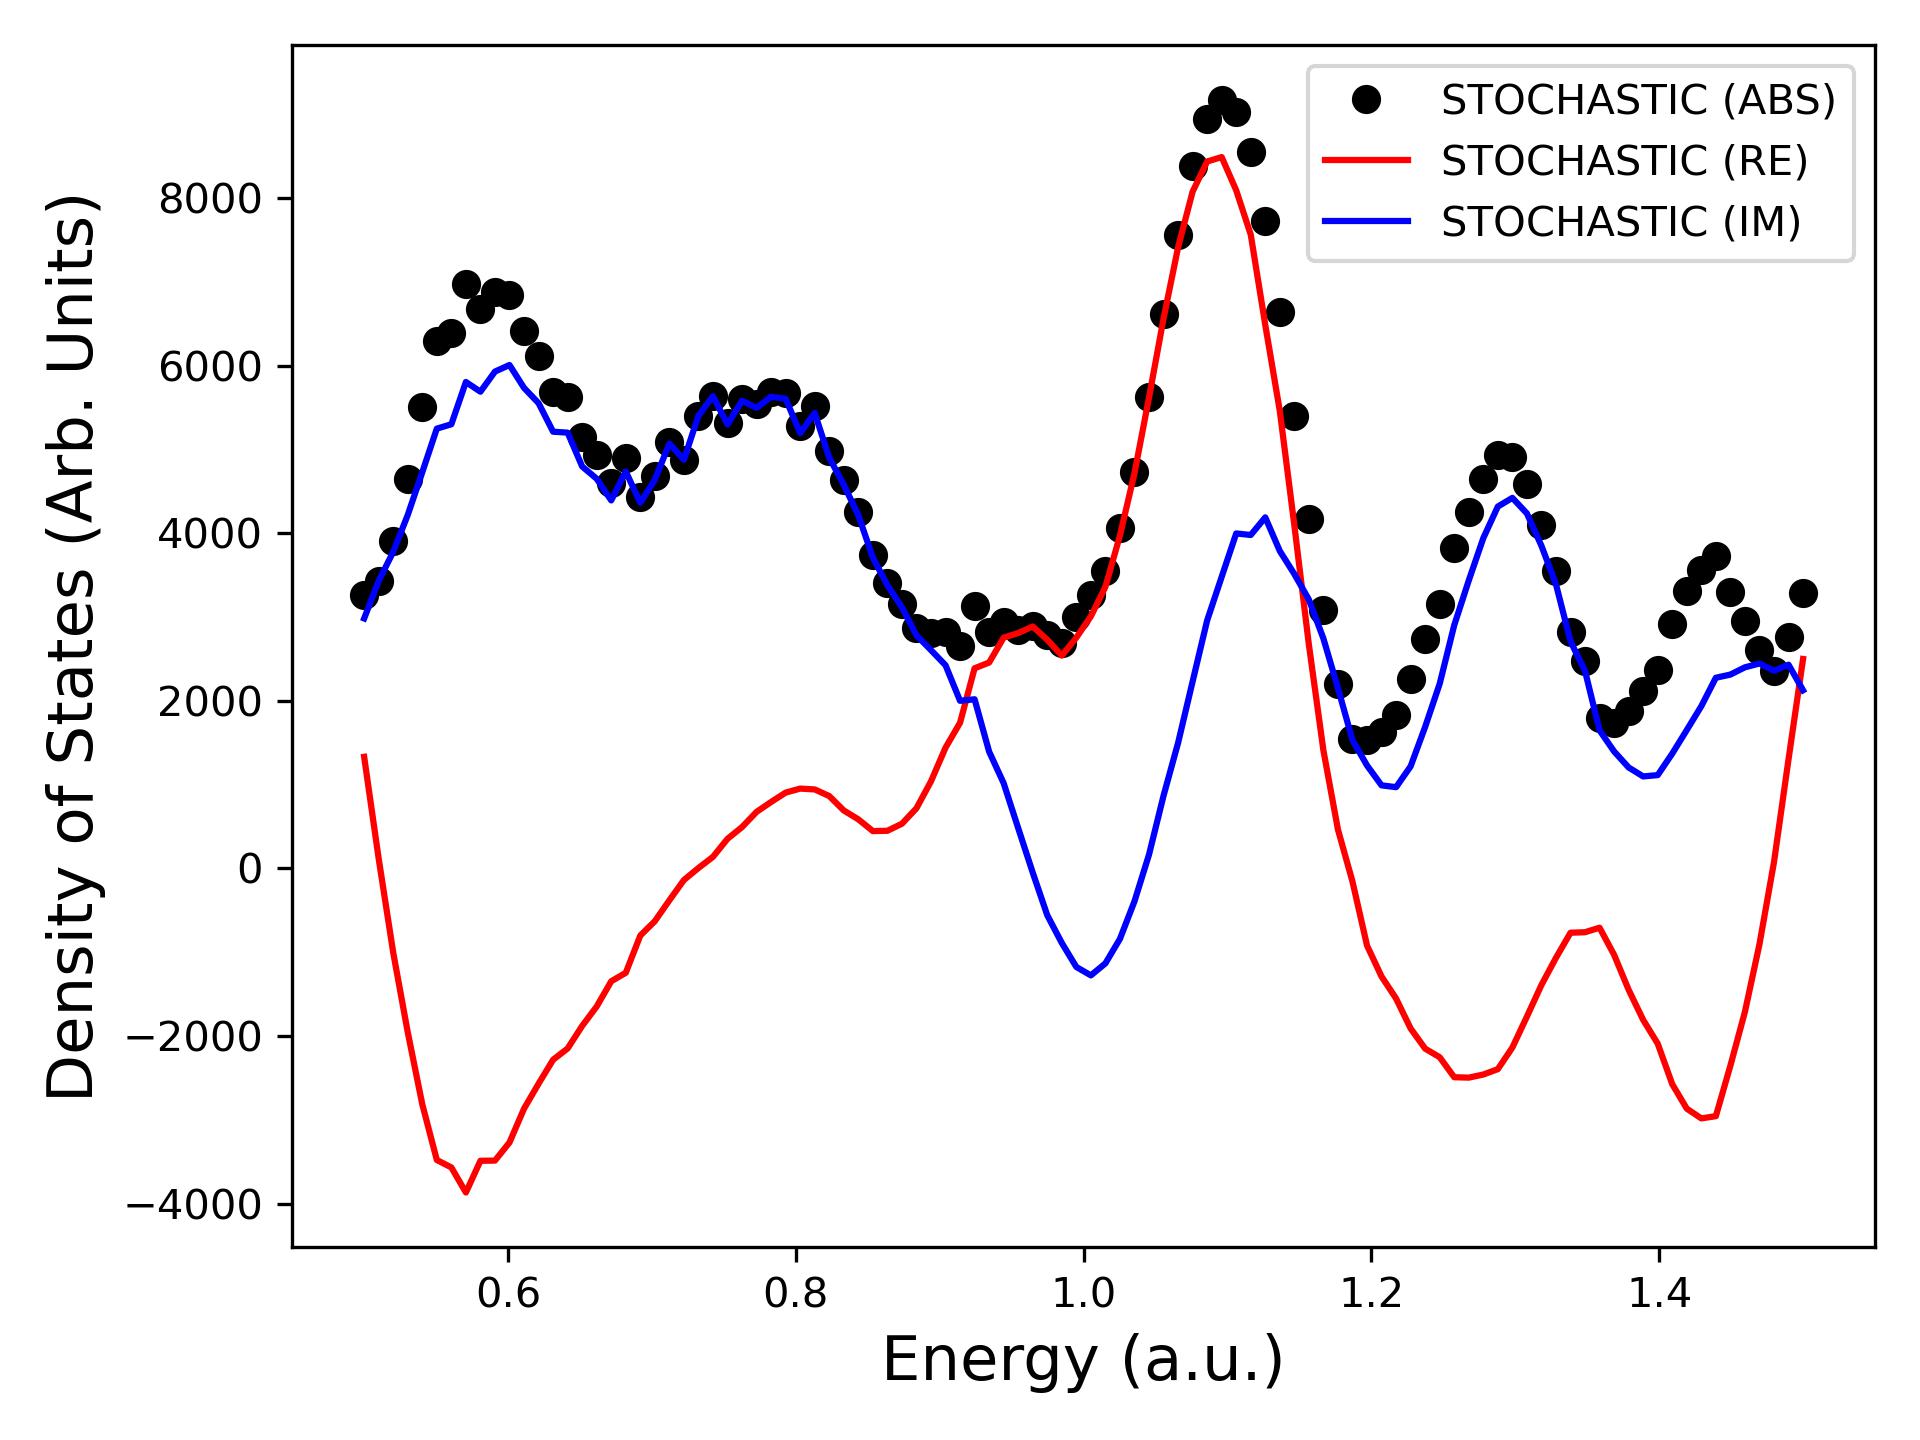 STOCHASTIC (ABS)
STOCHASTIC (RE)
STOCHASTIC (IM)
Density of States (Arb. Units)
8000
6000
4000
2000
0
−2000
−4000
0.6 0.8 1.0 1.2 1.4
Energy (a.u.)